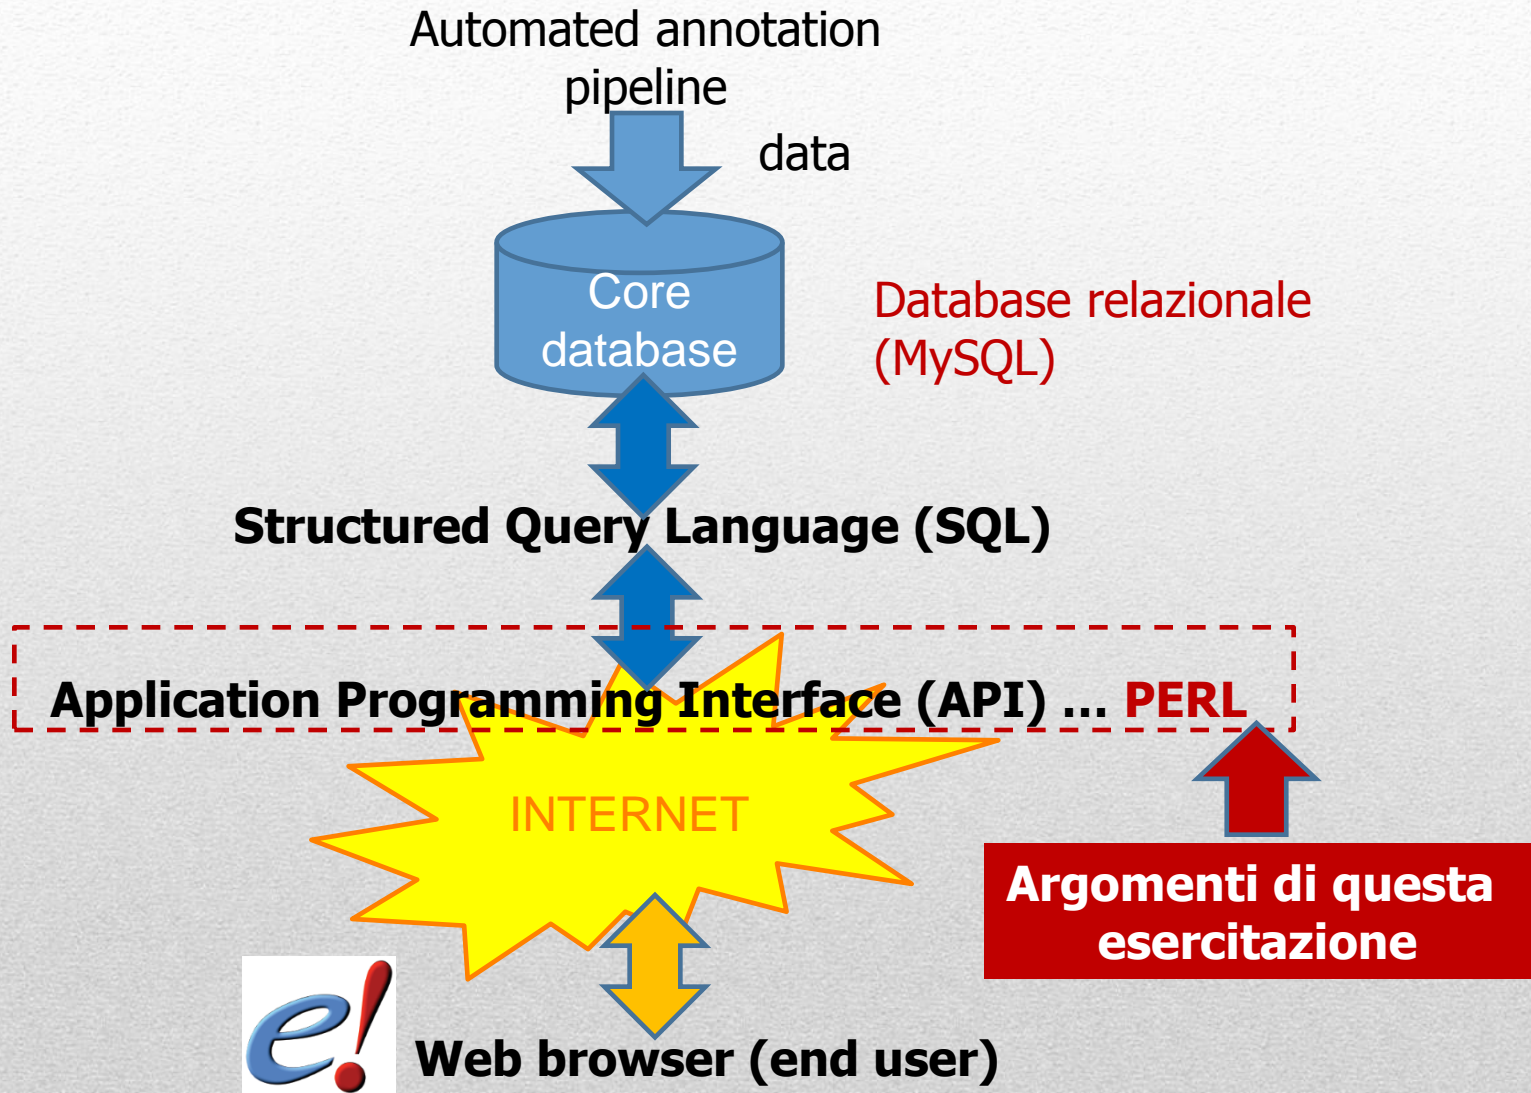 Automated annotation
pipeline
data
Core
database
Database relazionale
(MySQL)
Structured Query Language (SQL)
Application Programming Interface (API) ... PERL
INTERNET
Argomenti di questa
esercitazione
e!
Web browser (end user)